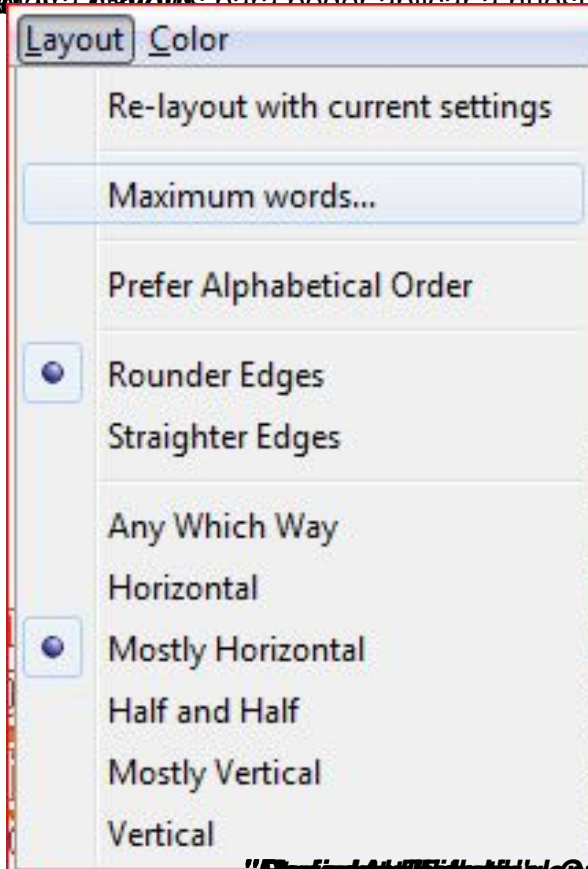 Layout Color
Re-layout with current settings
Maximum words...
Prefer Alphabetical Order
Rounder Edges
Straighter Edges
Any Which Way
Horizontal
Mostly Horizontal
Half and Half
Mostly Vertical
Vertical